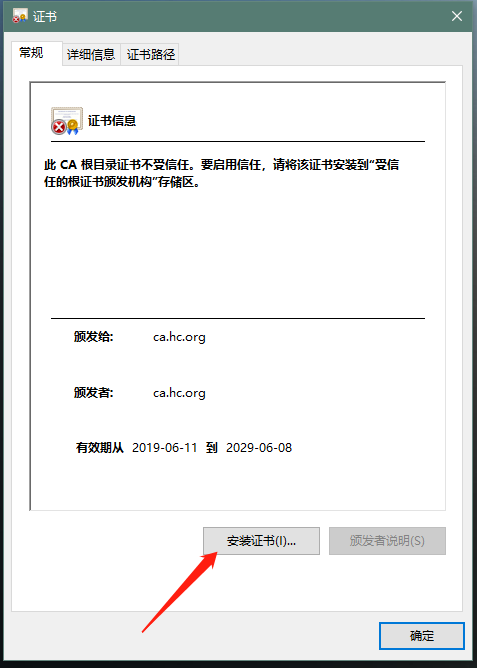 证书
常规 详细信息 证书路径
证书信息
此 CA 根目录证书不受信任。要启用信任，请将该证书安装到“受信
任的根证书颁发机构”存储区。
颁发给: ca.hc.org
颁发者: ca.hc.org
有效期从 2019-06-11 到 2029-06-08
安装证书(I)... 颁发者说明(S)
确定